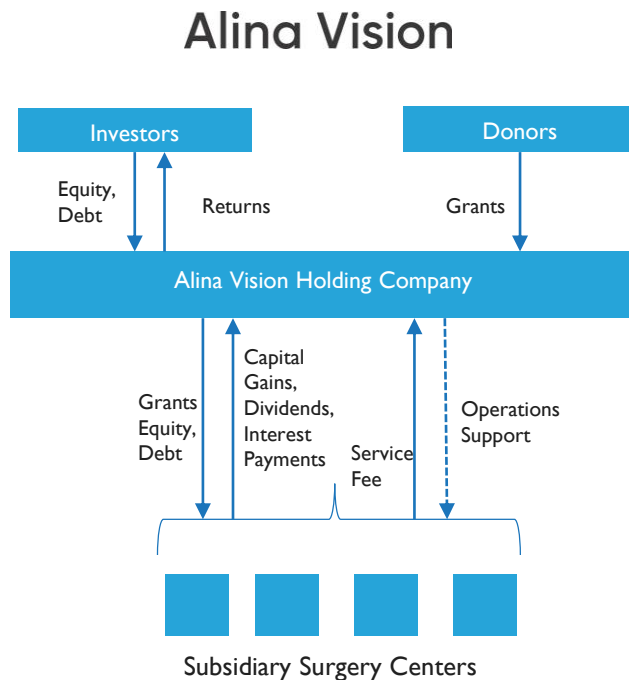 Alina Vision
Investors
Donors
Equity,
Debt
Returns
Grants
Alina Vision Holding Company
Grants
Equity,
Debt
Capital
Gains,
Dividends,
Interest
Payments
Service
Fee
Operations
Support
Subsidiary Surgery Centers